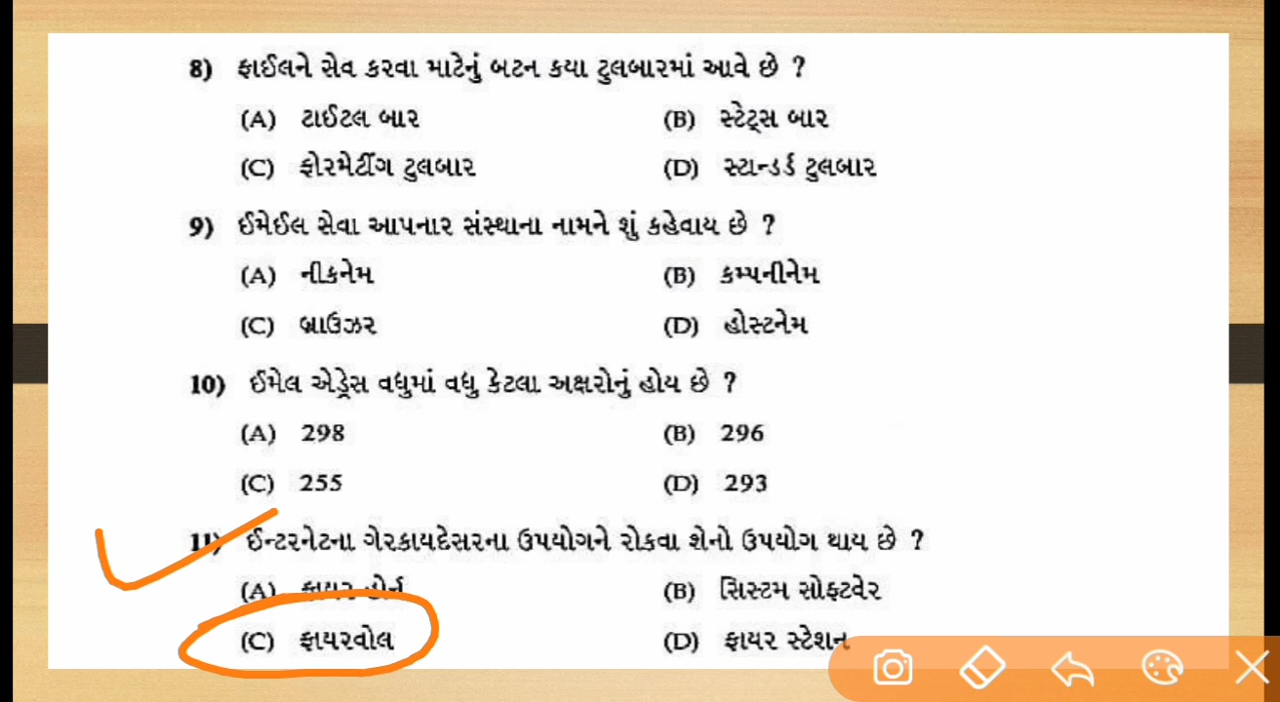 8) ફાઈલને સેવ કરવા માટેનું બટન કયા ટુલબારમાં આવે છે ?
(A) ટાઈટલ બાર (B) સ્ટેટ્સ બાર
(C) ફોરમેટીંગ ટુલબાર (D) સ્ટાન્ડર્ડ ટુલબાર
9) ઈમેઈલ સેવા આપનાર સંસ્થાના નામને શું કહેવાય છે ?
(A) નીકનેમ (B) કમ્પનીનેમ
(C) બ્રાઉઝર (D) હોસ્ટનેમ
10) ઈમેલ એડ્રેસ વધુમાં વધુ કેટલા અક્ષરોનું હોય છે ?
(A) 298 (B) 296
(C) 255 (D) 293
11) ઈન્ટરનેટના ગેરકાયદેસરના ઉપયોગને રોકવા શેનો ઉપયોગ થાય છે ?
(A) ફાયર હોર્ન (B) સિસ્ટમ સોફ્ટવેર
(C) ફાયરવોલ (D) ફાયર સ્ટેશન